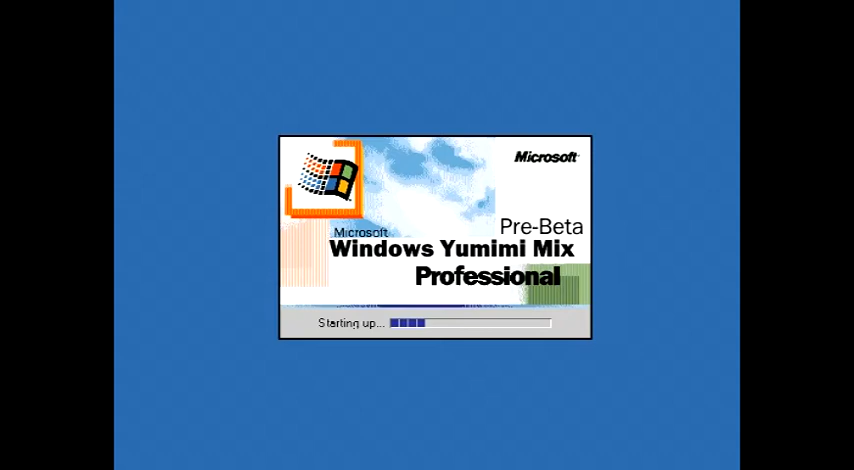 Microsoft
Pre-Beta
Microsoft
Windows Yumimi Mix
Professional
Starting up...